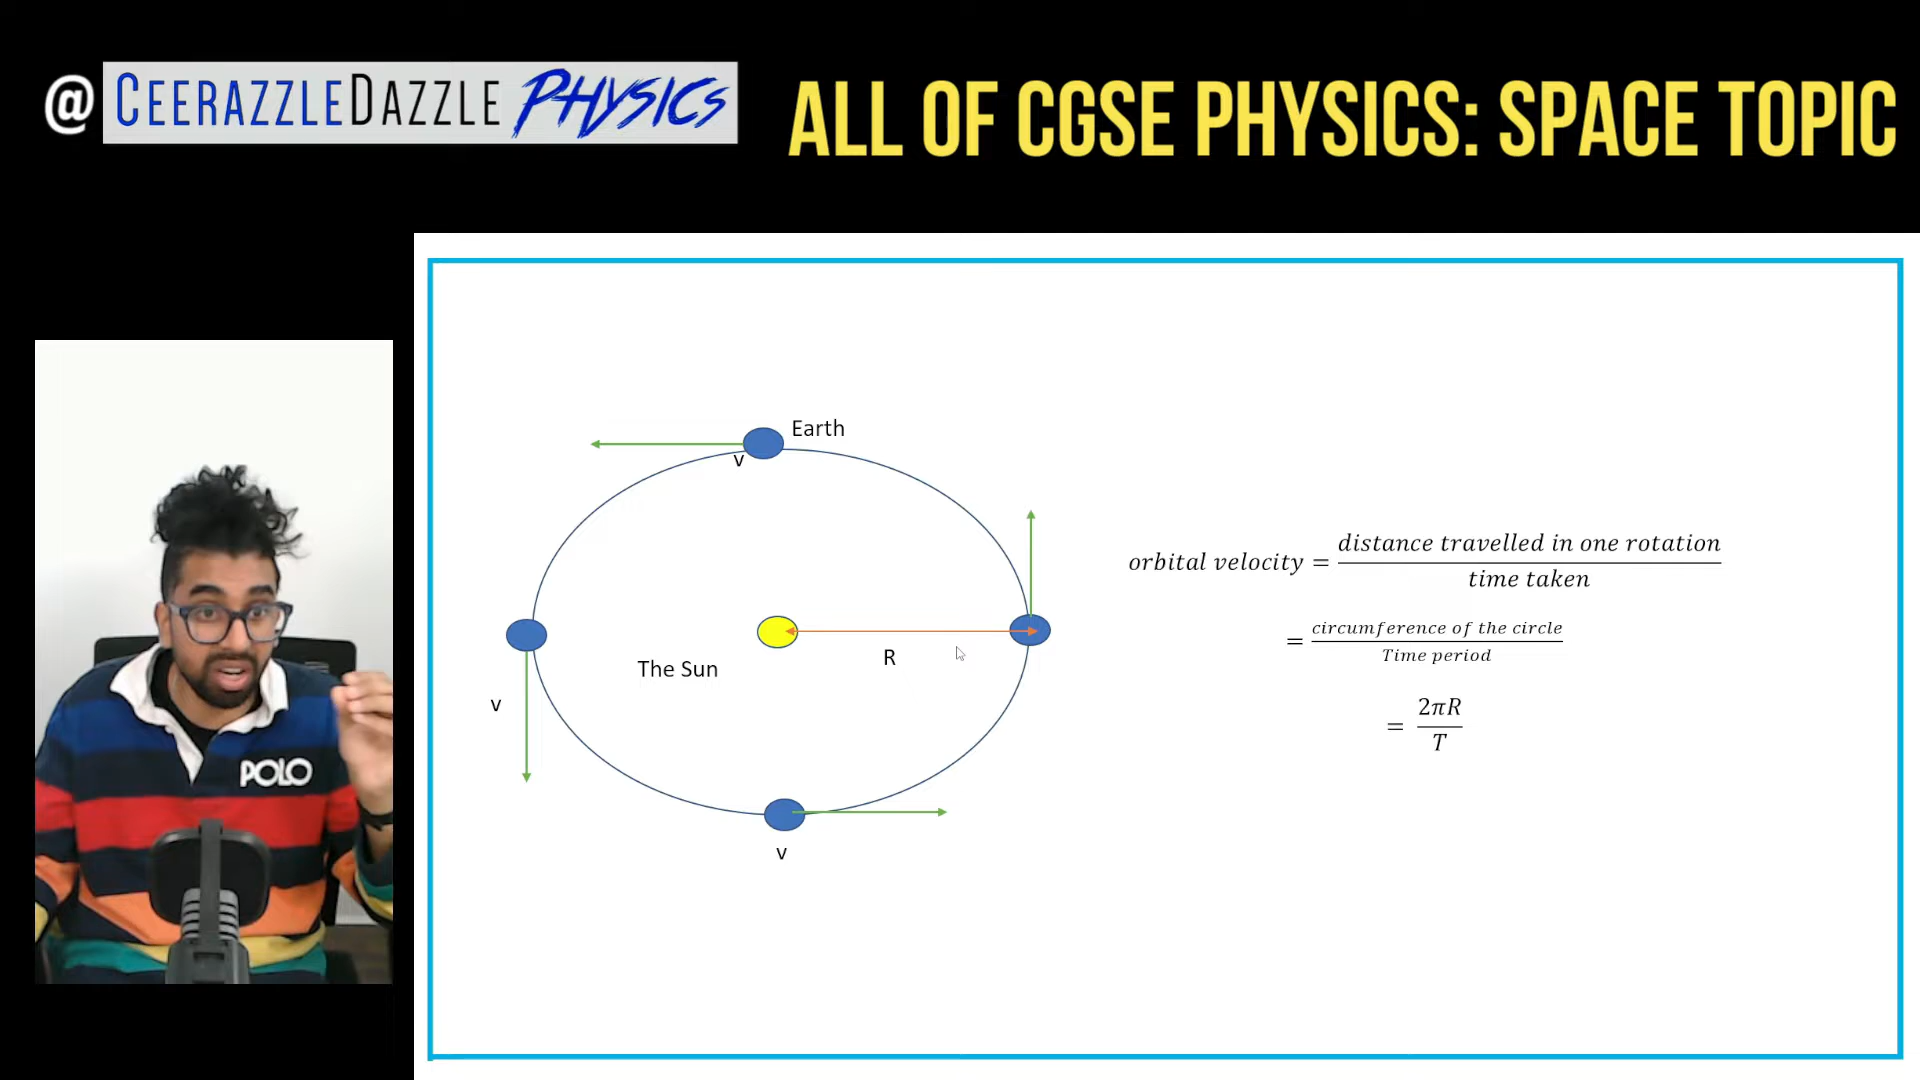 @CEERAZZLEDAZZLE PHYSICS
ALL OF CGSE PHYSICS: SPACE TOPIC
Earth
v
The Sun
R
v
v
POLO
orbital velocity = distance travelled in one rotation / time taken
= circumference of the circle / Time period
= 2πR / T